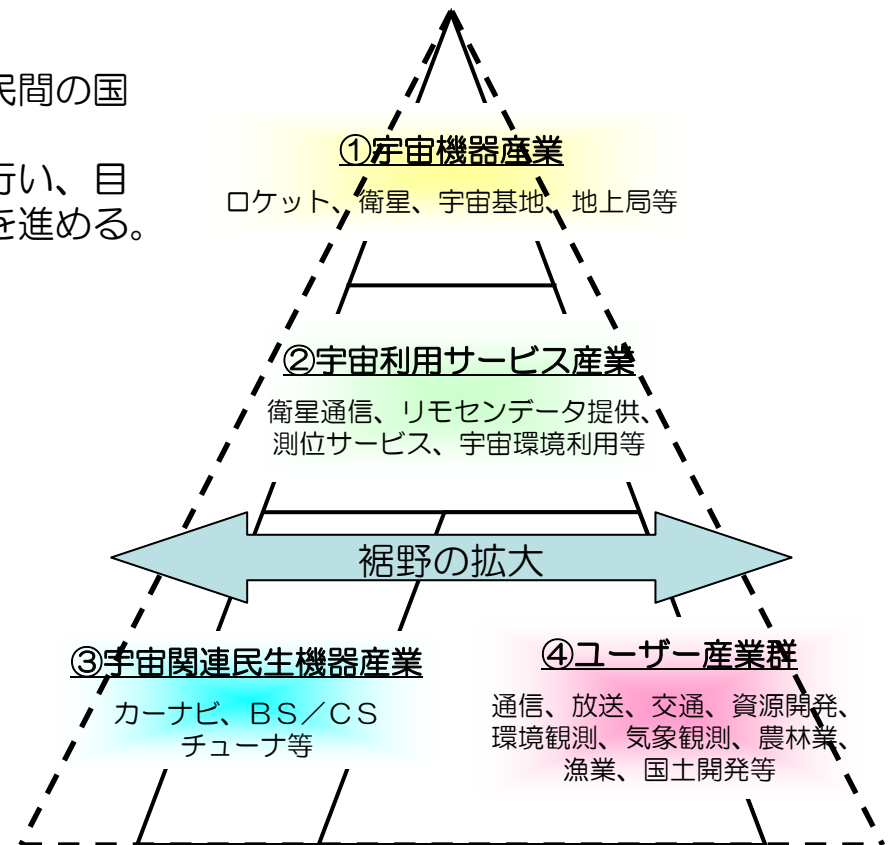 民間の国
行い、目
を進める。
①宇宙機器産業
ロケット、衛星、宇宙基地、地上局等
②宇宙利用サービス産業
衛星通信、リモセンデータ提供、
測位サービス、宇宙環境利用等
裾野の拡大
③宇宙関連民生機器産業
カーナビ、ＢＳ／ＣＳ
チューナ等
④ユーザー産業群
通信、放送、交通、資源開発、
環境観測、気象観測、農林業、
漁業、国土開発等